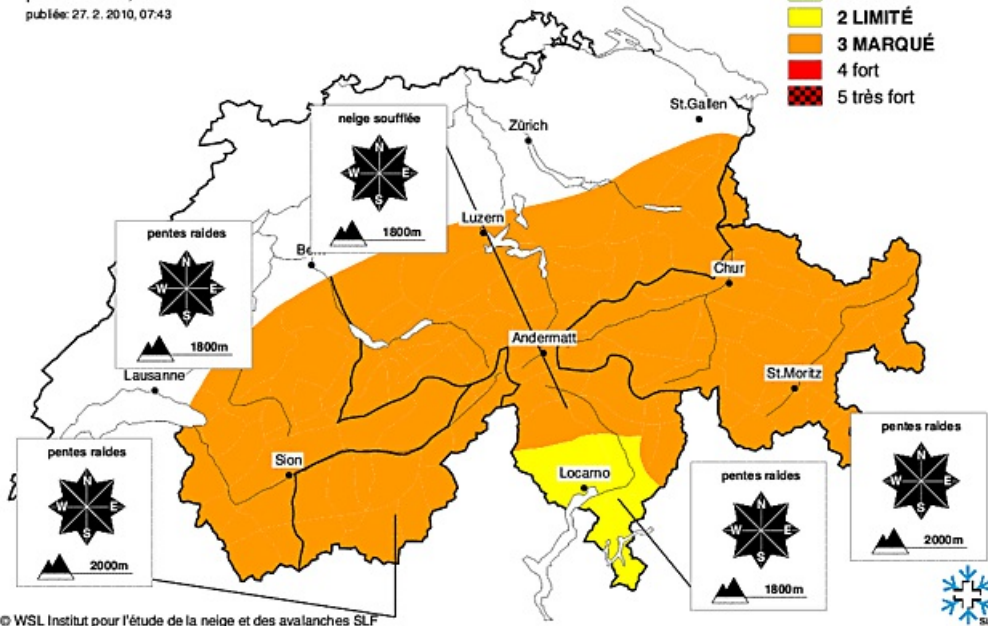 publiée: 27. 2. 2010, 07:43
2 LIMITÉ
3 MARQUÉ
4 fort
5 très fort
St.Gallen
neige soufflée
N
W E
S
1800m
Zürich
Luzern
pentes raides
N
W E
S
1800m
Chur
Andermatt
Lausanne
St.Moritz
pentes raides
N
W E
S
2000m
Sion
Locarno
pentes raides
N
W E
S
1800m
pentes raides
N
W E
S
2000m
© WSL Institut pour l'étude de la neige et des avalanches SLF